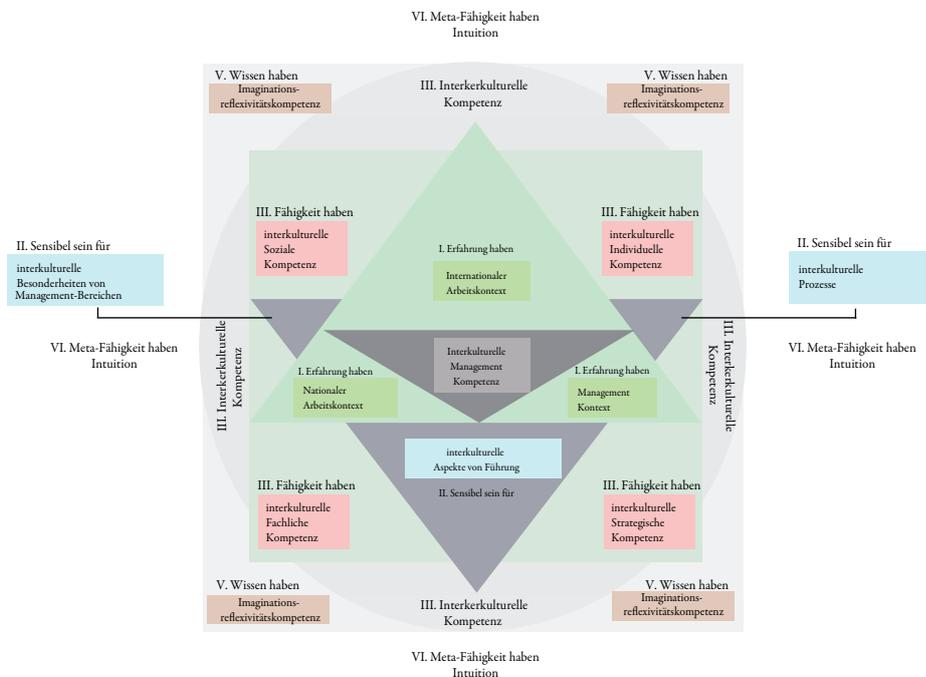 VI. Meta-Fähigkeit haben
Intuition
V. Wissen haben
Imaginations-
reflexivitätskompetenz
III. Interkerkulturelle
Kompetenz
V. Wissen haben
Imaginations-
reflexivitätskompetenz
III. Fähigkeit haben
interkulturelle
Soziale
Kompetenz
III. Fähigkeit haben
interkulturelle
Individuelle
Kompetenz
I. Erfahrung haben
Internationaler
Arbeitskontext
II. Sensibel sein für
interkulturelle
Besonderheiten von
Management-Bereichen
II. Sensibel sein für
interkulturelle
Prozesse
VI. Meta-Fähigkeit haben
Intuition
III. Interkerkulturelle
Kompetenz
I. Erfahrung haben
Nationaler
Arbeitskontext
Interkulturelle
Management
Kompetenz
I. Erfahrung haben
Management
Kontext
III. Interkerkulturelle
Kompetenz
VI. Meta-Fähigkeit haben
Intuition
interkulturelle
Aspekte von Führung
II. Sensibel sein für
III. Fähigkeit haben
interkulturelle
Fachliche
Kompetenz
III. Fähigkeit haben
interkulturelle
Strategische
Kompetenz
V. Wissen haben
Imaginations-
reflexivitätskompetenz
III. Interkerkulturelle
Kompetenz
V. Wissen haben
Imaginations-
reflexivitätskompetenz
VI. Meta-Fähigkeit haben
Intuition